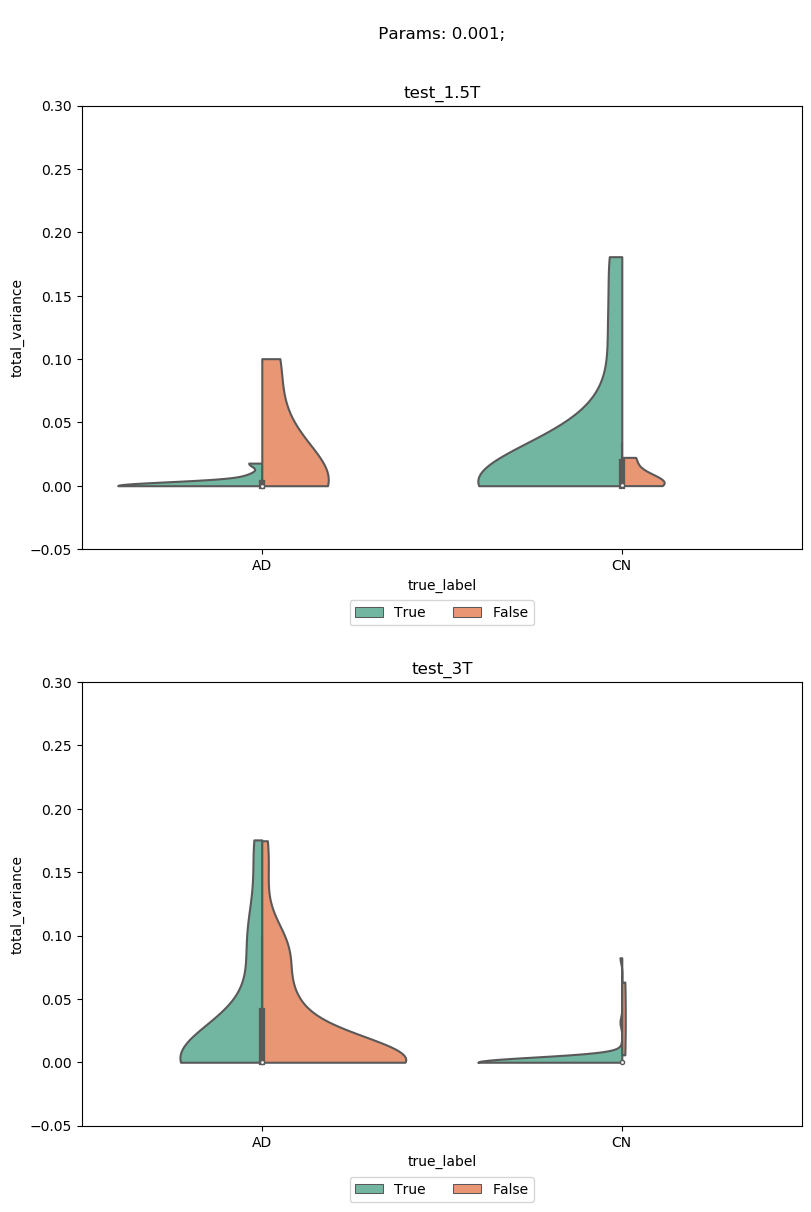 Params: 0.001;
test_1.5T
0.30
0.25
0.20
0.15
0.10
0.05
0.00
−0.05
total_variance
AD CN
true_label
True False
test_3T
0.30
0.25
0.20
0.15
0.10
0.05
0.00
−0.05
total_variance
AD CN
true_label
True False